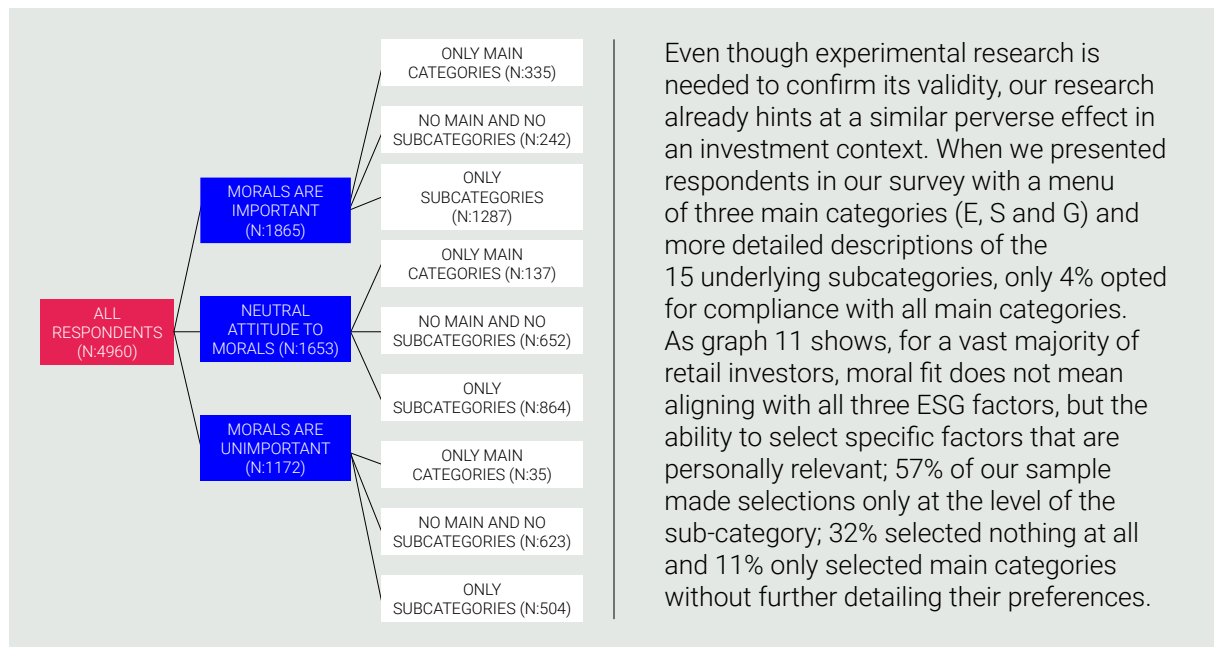 ALL
RESPONDENTS
(N:4960)
MORALS ARE
IMPORTANT
(N:1865)
NEUTRAL
ATTITUDE TO
MORALS (N:1653)
MORALS ARE
UNIMPORTANT
(N:1172)
ONLY MAIN
CATEGORIES (N:335)
NO MAIN AND NO
SUBCATEGORIES (N:242)
ONLY
SUBCATEGORIES
(N:1287)
ONLY MAIN
CATEGORIES (N:137)
NO MAIN AND NO
SUBCATEGORIES (N:652)
ONLY
SUBCATEGORIES (N:864)
ONLY MAIN
CATEGORIES (N:35)
NO MAIN AND NO
SUBCATEGORIES (N:623)
ONLY
SUBCATEGORIES (N:504)
Even though experimental research is
needed to confirm its validity, our research
already hints at a similar perverse effect in
an investment context. When we presented
respondents in our survey with a menu
of three main categories (E, S and G) and
more detailed descriptions of the
15 underlying subcategories, only 4% opted
for compliance with all main categories.
As graph 11 shows, for a vast majority of
retail investors, moral fit does not mean
aligning with all three ESG factors, but the
ability to select specific factors that are
personally relevant; 57% of our sample
made selections only at the level of the
sub-category; 32% selected nothing at all
and 11% only selected main categories
without further detailing their preferences.